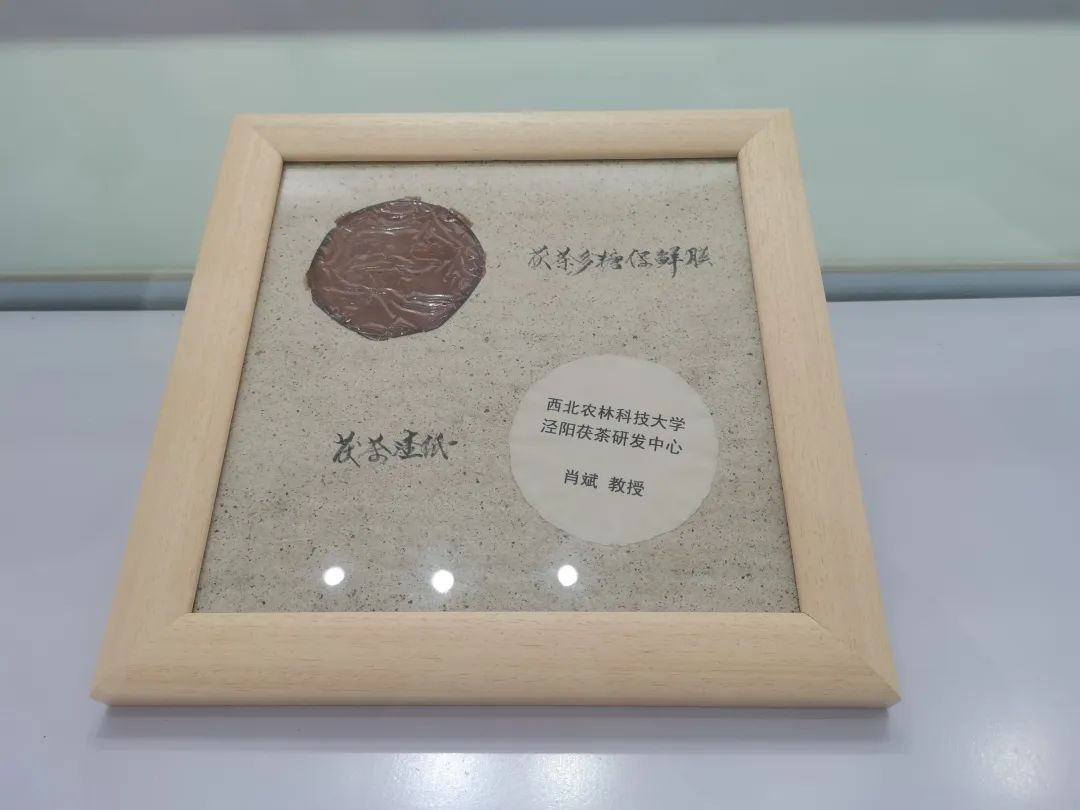 茯茶多糖保鲜膜
茯茶造纸
西北农林科技大学
泾阳茯茶研发中心
肖斌 教授